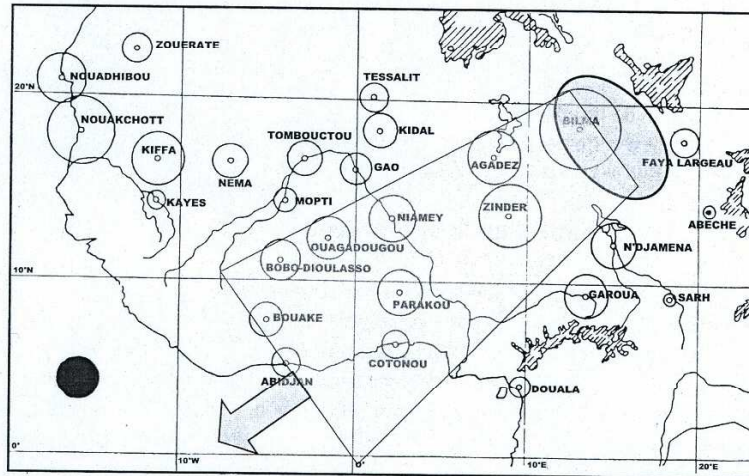 ZOUERATE
NOUADHIBOU
TESSALIT
20°N
NOUAKCHOTT
KIDAL
BILMA
TOMBOUCTOU
KIFFA
FAYA LARGEAU
GAO
AGADEZ
NEMA
KAYES
MOPTI
ZINDER
ABECHE
NIAMEY
OUAGADOUGOU
N'DJAMENA
BOBO-DIOULASSO
10°N
GAROUA
SARH
PARAKOU
BOUAKE
COTONOU
ABIDJAN
DOUALA
0°
10°W
0°
10°E
20°E